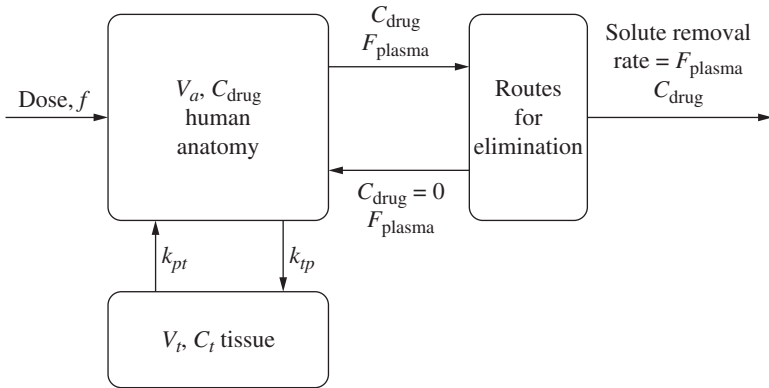 Dose, f
V_a, C_drug
human
anatomy
C_drug
F_plasma
C_drug = 0
F_plasma
Routes
for
elimination
Solute removal
rate = F_plasma
C_drug
k_pt
k_tp
V_t, C_t tissue